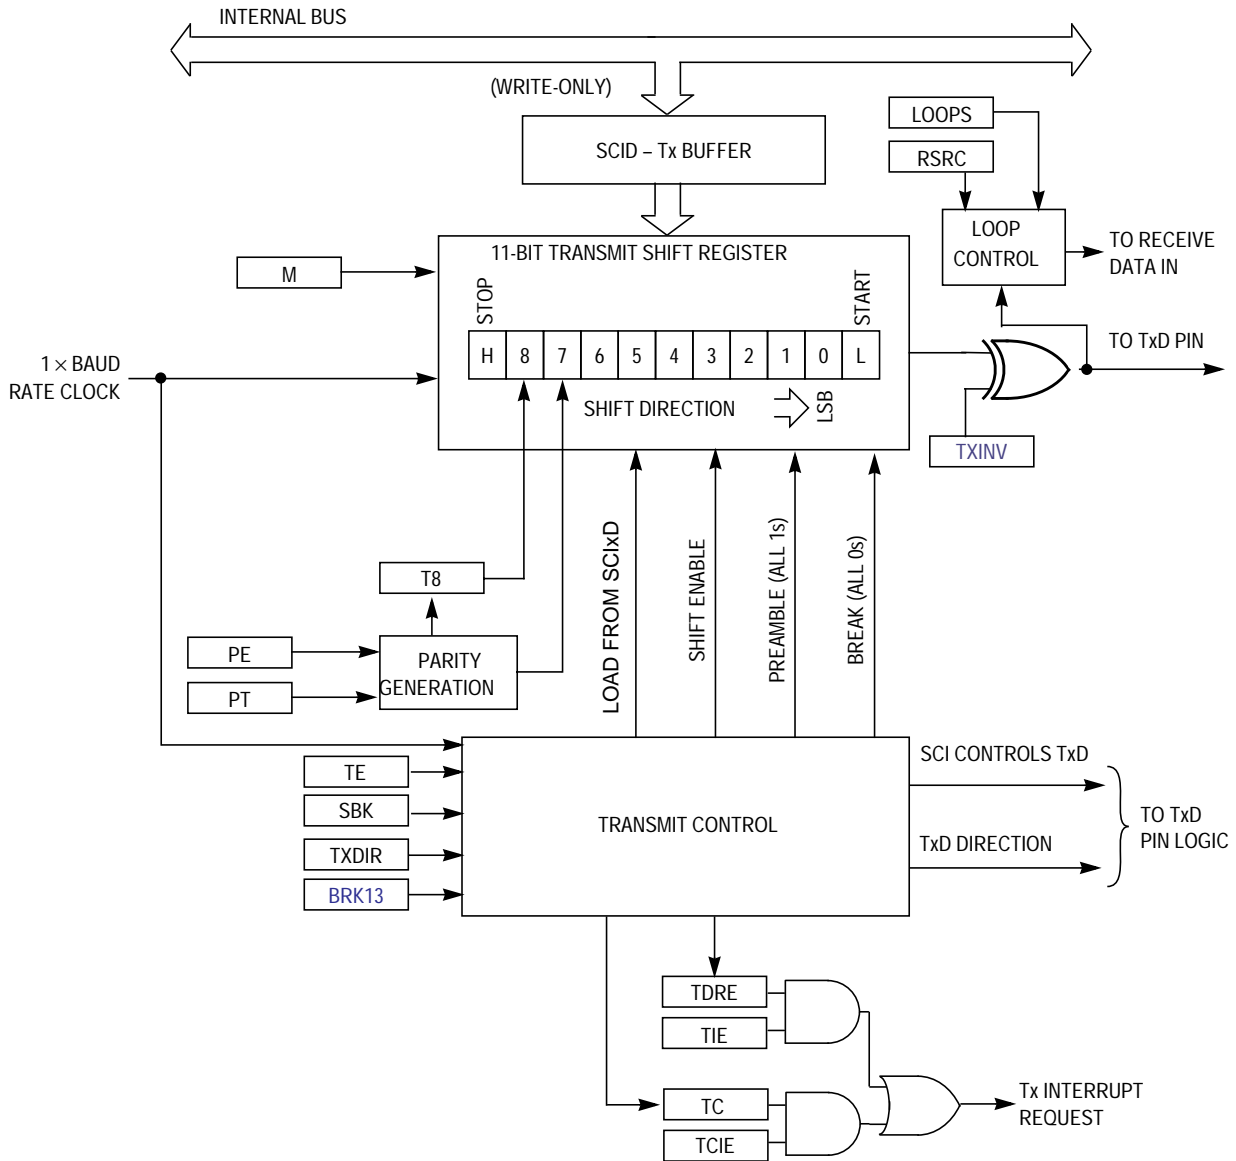 INTERNAL BUS
(WRITE-ONLY)
SCID – Tx BUFFER
LOOPS
RSRC
LOOP
CONTROL
TO RECEIVE
DATA IN
11-BIT TRANSMIT SHIFT REGISTER
M
STOP
START
H 8 7 6 5 4 3 2 1 0 L
1 × BAUD
RATE CLOCK
SHIFT DIRECTION
LSB
TO TxD PIN
TXINV
LOAD FROM SCIxD
SHIFT ENABLE
PREAMBLE (ALL 1s)
BREAK (ALL 0s)
T8
PE
PT
PARITY
GENERATION
TE
SBK
TXDIR
BRK13
TRANSMIT CONTROL
SCI CONTROLS TxD
TxD DIRECTION
TO TxD
PIN LOGIC
TDRE
TIE
TC
TCIE
Tx INTERRUPT
REQUEST